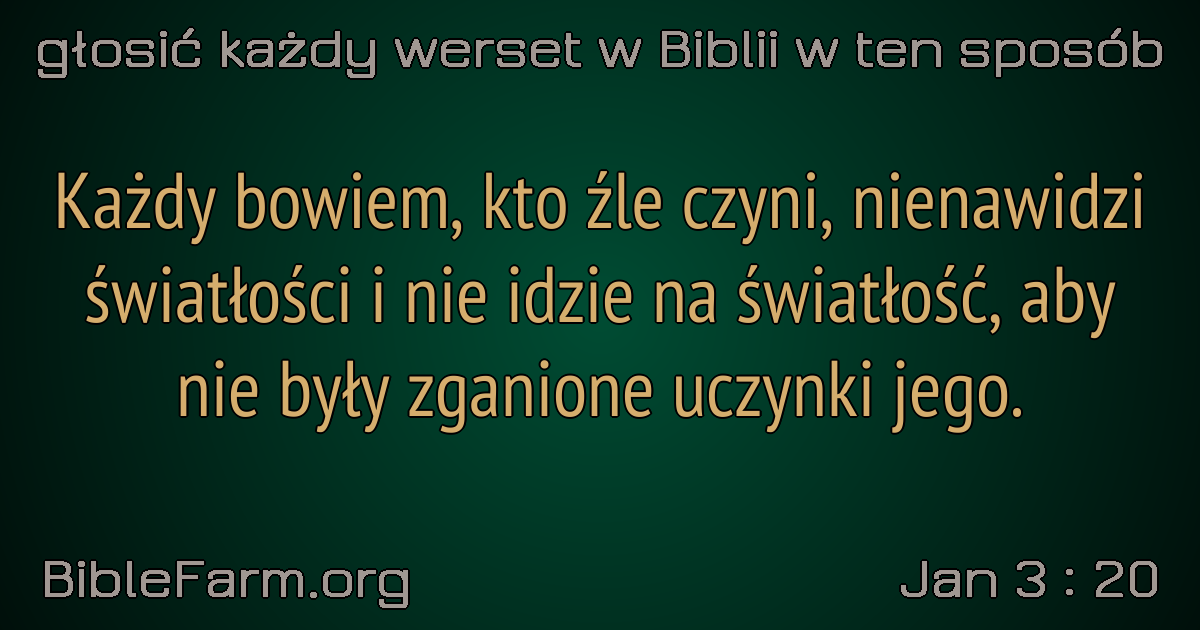 głosić każdy werset w Biblii w ten sposób
Każdy bowiem, kto źle czyni, nienawidzi
światłości i nie idzie na światłość, aby
nie były zganione uczynki jego.
BibleFarm.org
Jan 3 : 20